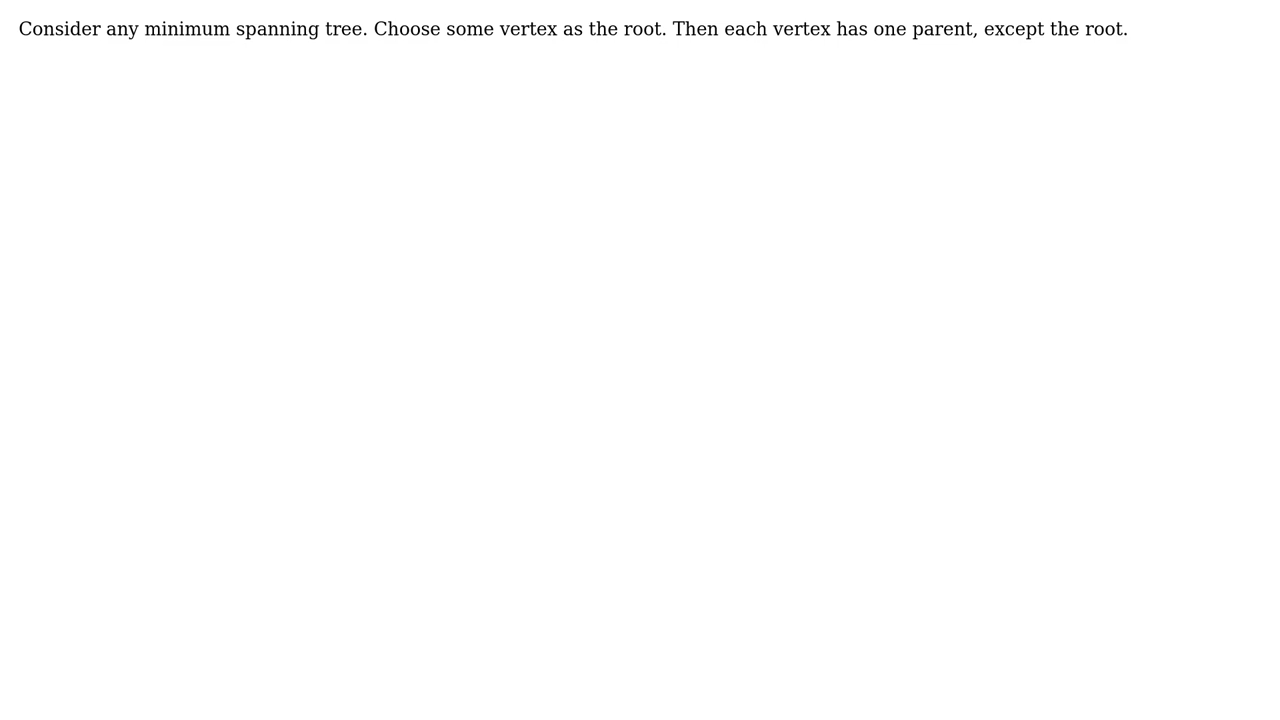 Consider any minimum spanning tree. Choose some vertex as the root. Then each vertex has one parent, except the root.